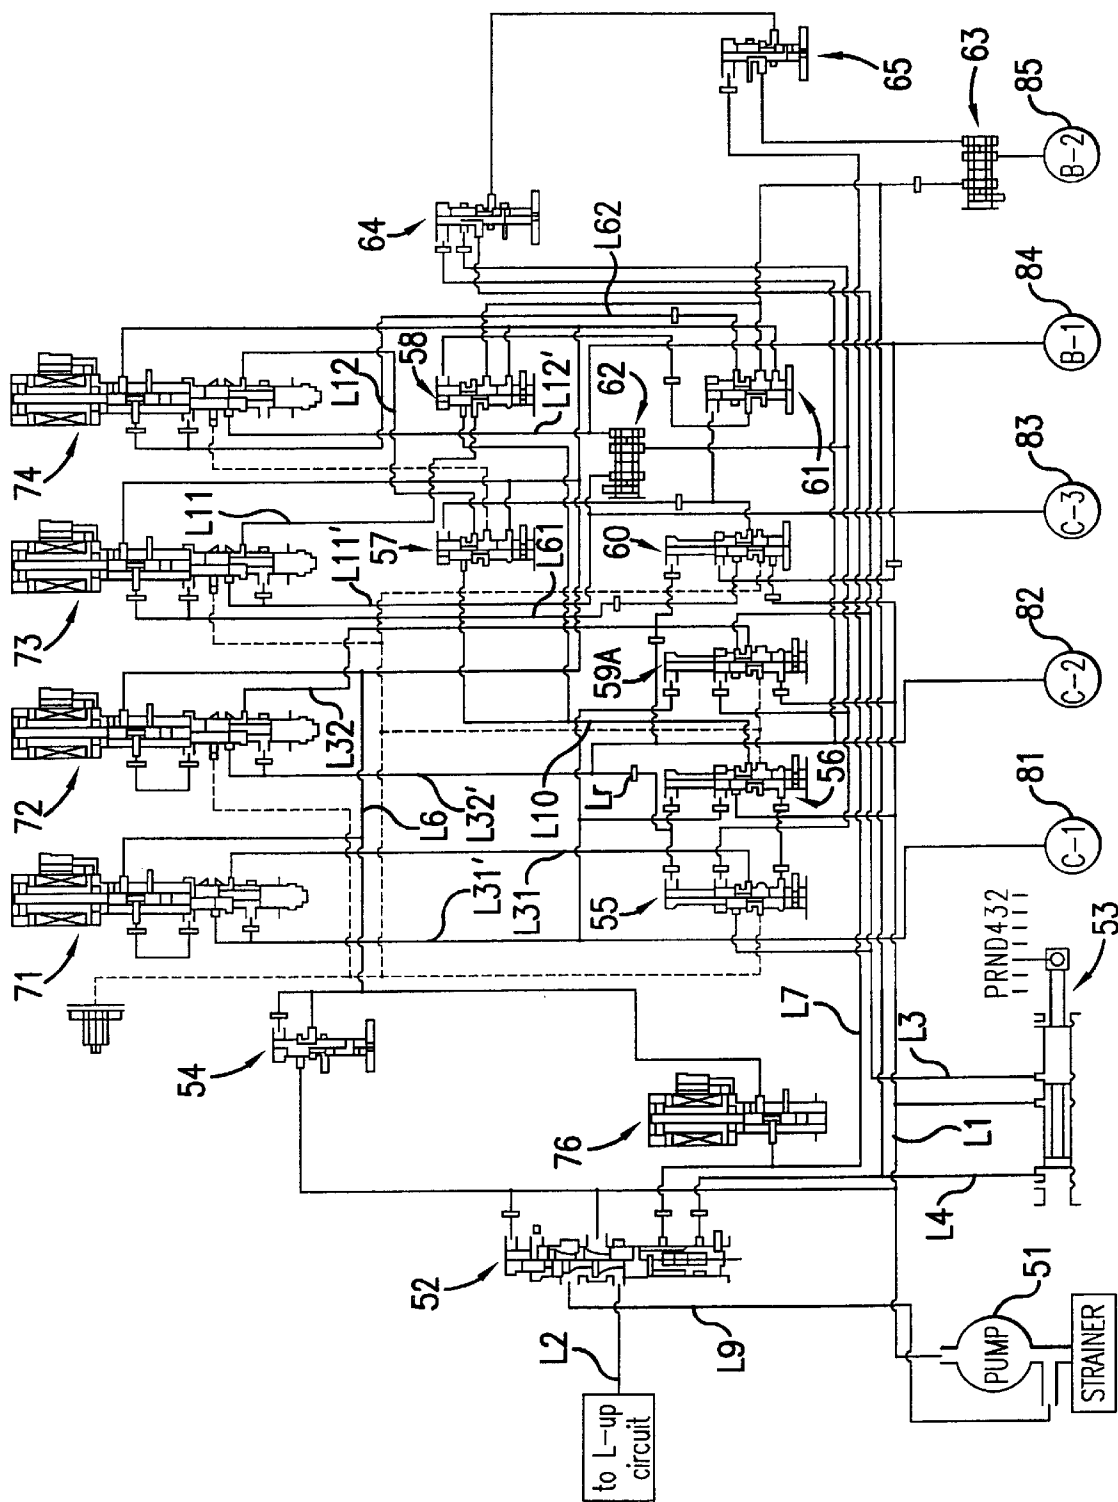 74
73
72
71
L12
L11
L11'
L32
L6
L32'
L31'
L31
L10
Lr
L61
L12'
L62
54
76
52
L2
L9
to L-up
circuit
55
56
57
58
59A
60
61
62
63
64
65
L7
L3
L1
L4
PRND432
53
51
PUMP
STRAINER
C-1
81
C-2
82
C-3
83
B-1
84
B-2
85